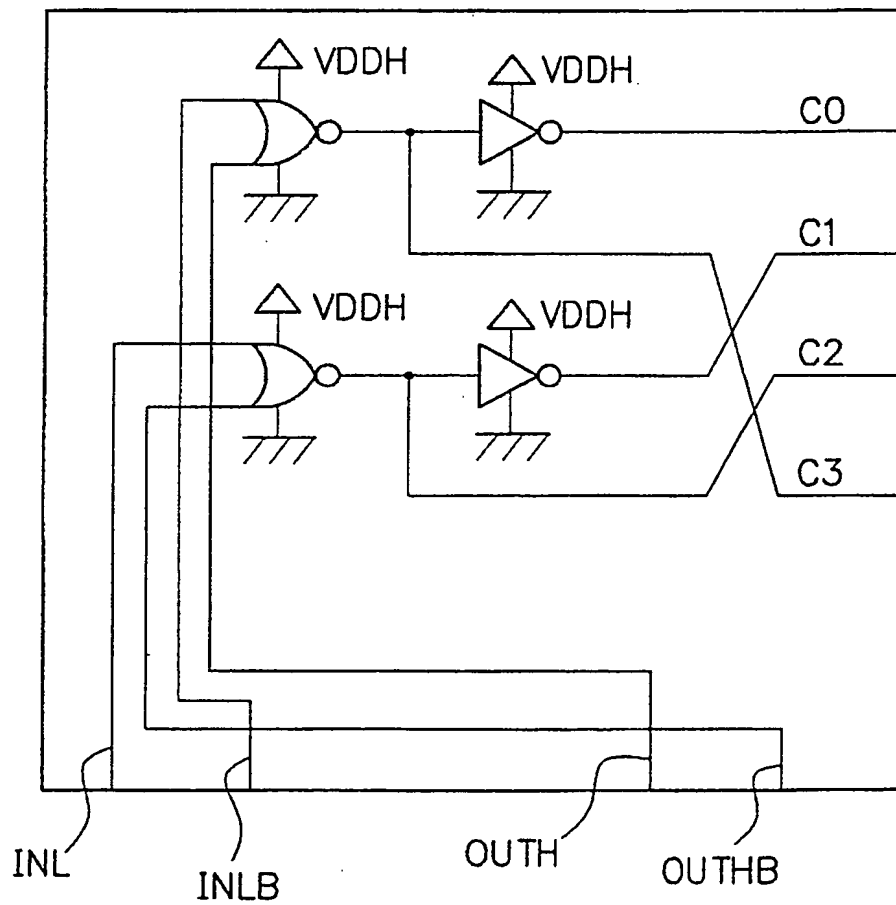 VDDH
VDDH
C0
C1
VDDH
VDDH
C2
C3
INL
INLB
OUTH
OUTHB